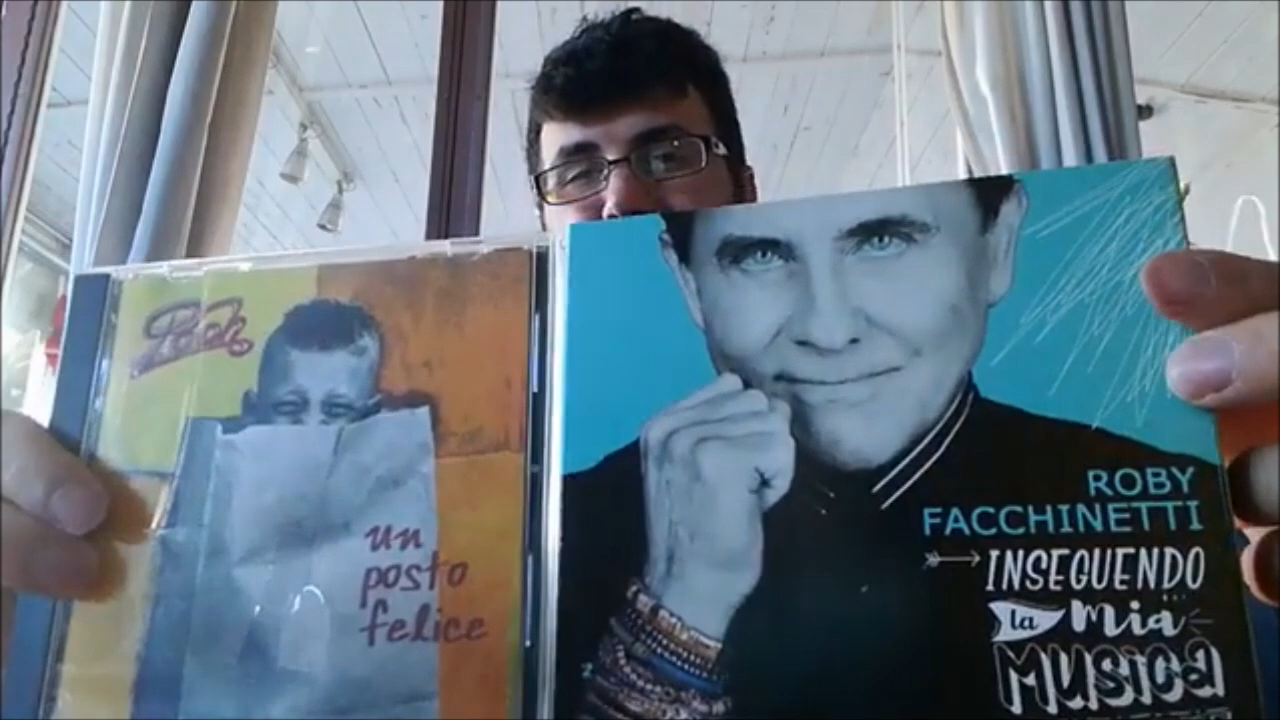 Pooh
un
posto
felice
ROBY
FACCHINETTI
INSEGUENDO
la mia
MUSICA